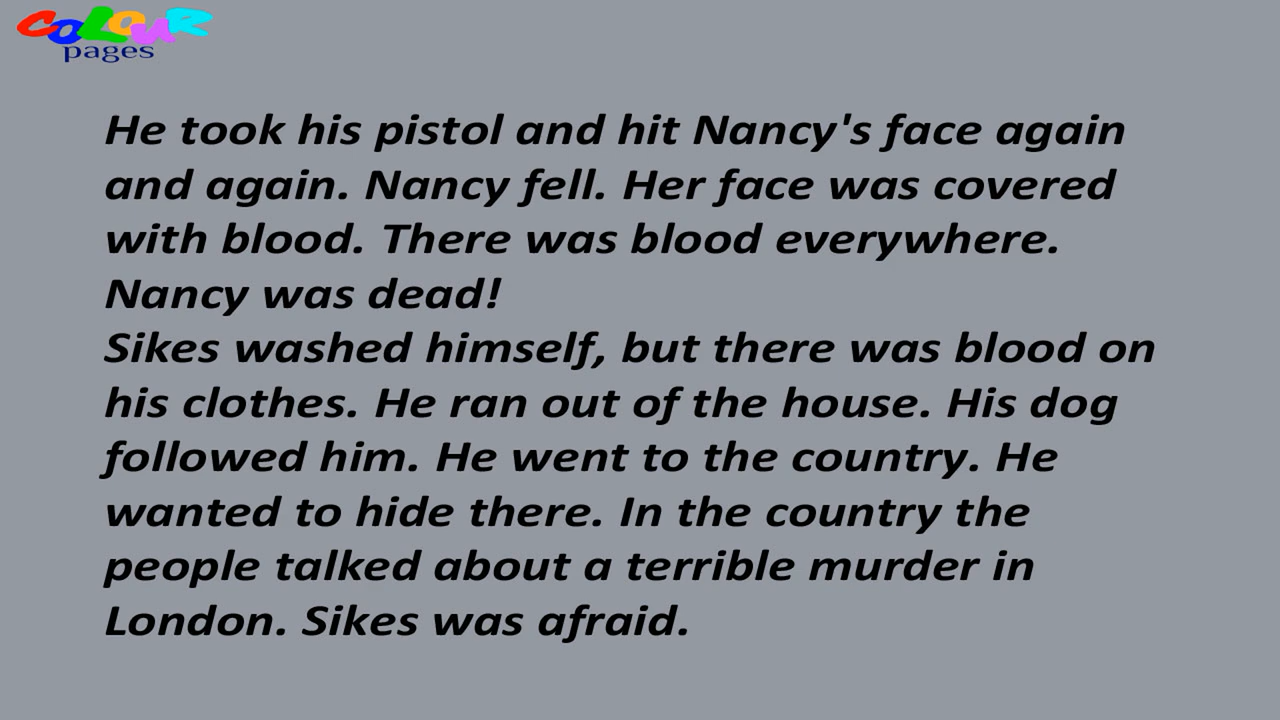 COLOUR
pages
He took his pistol and hit Nancy's face again
and again. Nancy fell. Her face was covered
with blood. There was blood everywhere.
Nancy was dead!
Sikes washed himself, but there was blood on
his clothes. He ran out of the house. His dog
followed him. He went to the country. He
wanted to hide there. In the country the
people talked about a terrible murder in
London. Sikes was afraid.